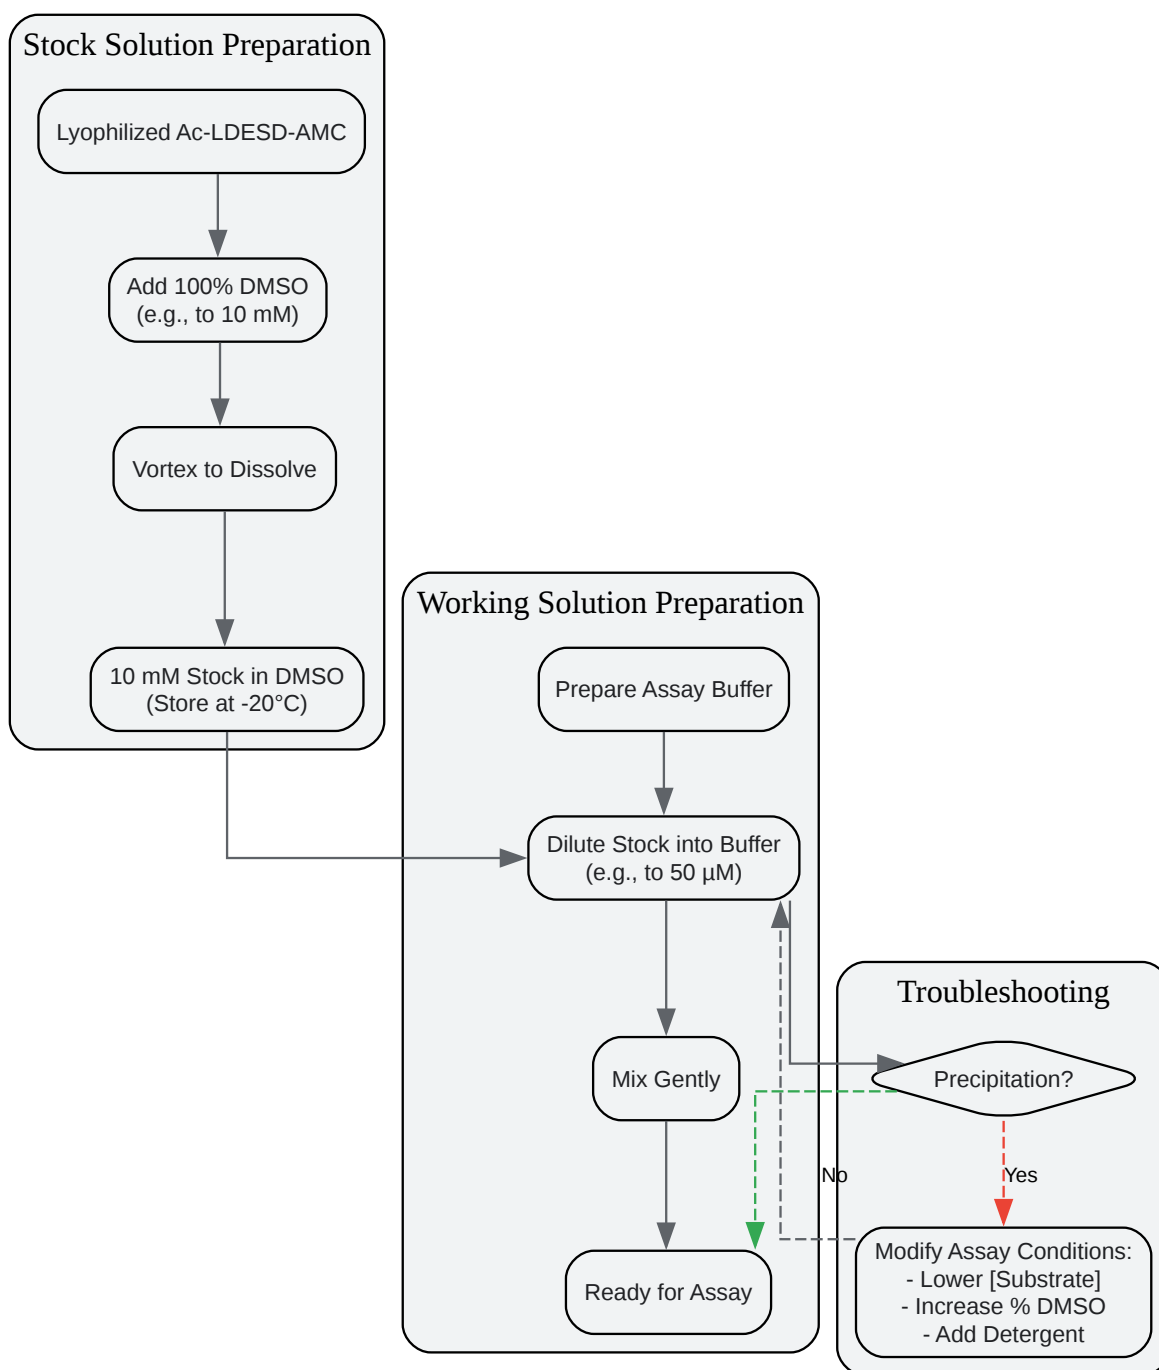 Stock Solution Preparation
Lyophilized Ac-LDESD-AMC
Add 100% DMSO
(e.g., to 10 mM)
Vortex to Dissolve
10 mM Stock in DMSO
(Store at -20°C)
Working Solution Preparation
Prepare Assay Buffer
Dilute Stock into Buffer
(e.g., to 50 µM)
Mix Gently
Ready for Assay
Troubleshooting
Precipitation?
No
Yes
Modify Assay Conditions:
- Lower [Substrate]
- Increase % DMSO
- Add Detergent